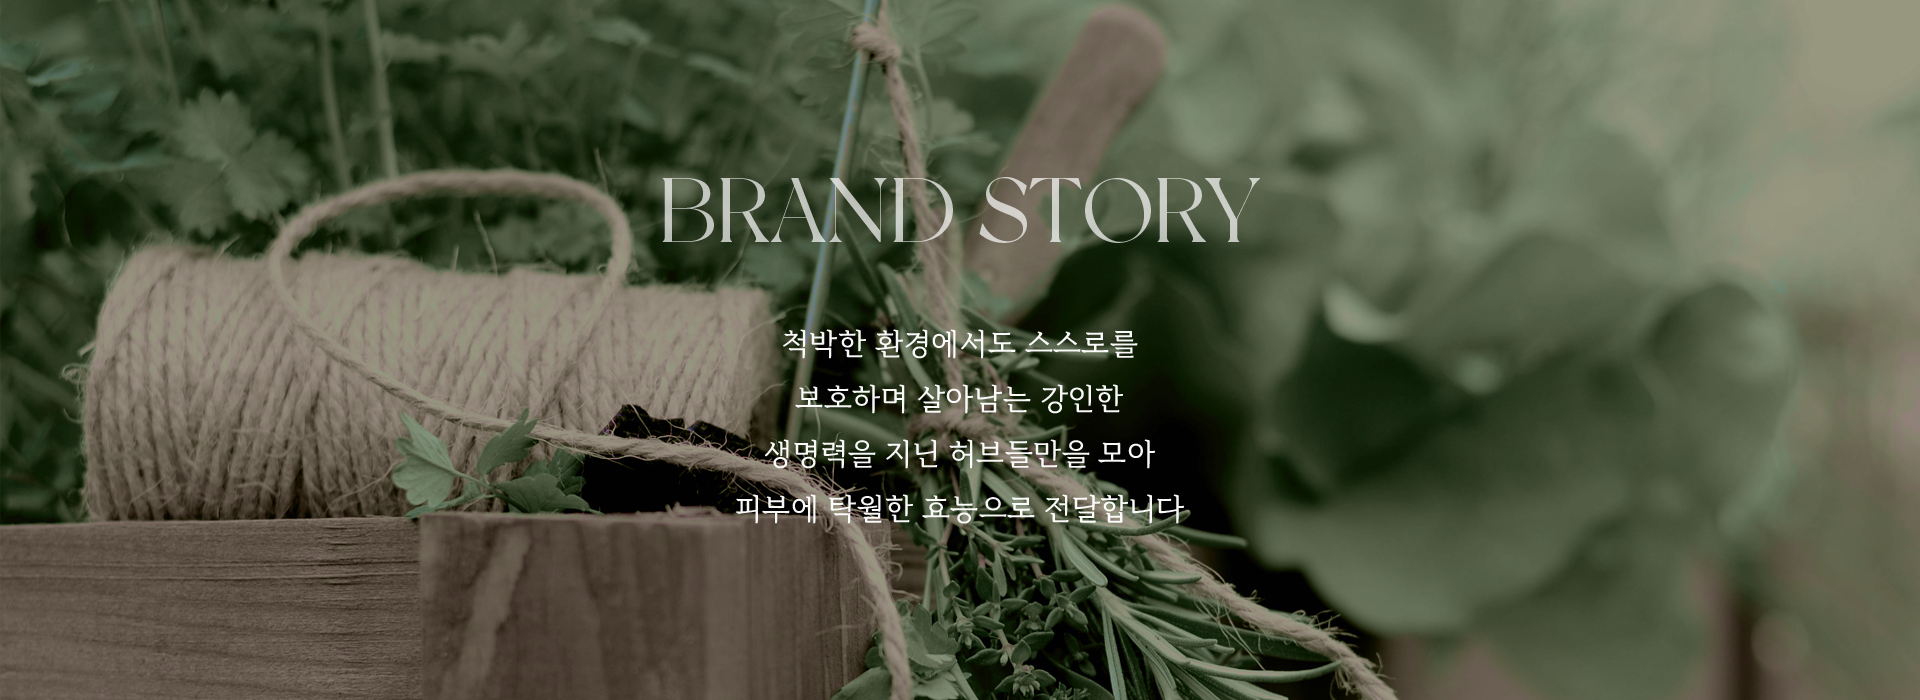 BRAND STORY
척박한 환경에서도 스스로를
보호하며 살아남는 강인한
생명력을 지닌 허브들만을 모아
피부에 탁월한 효능으로 전달합니다